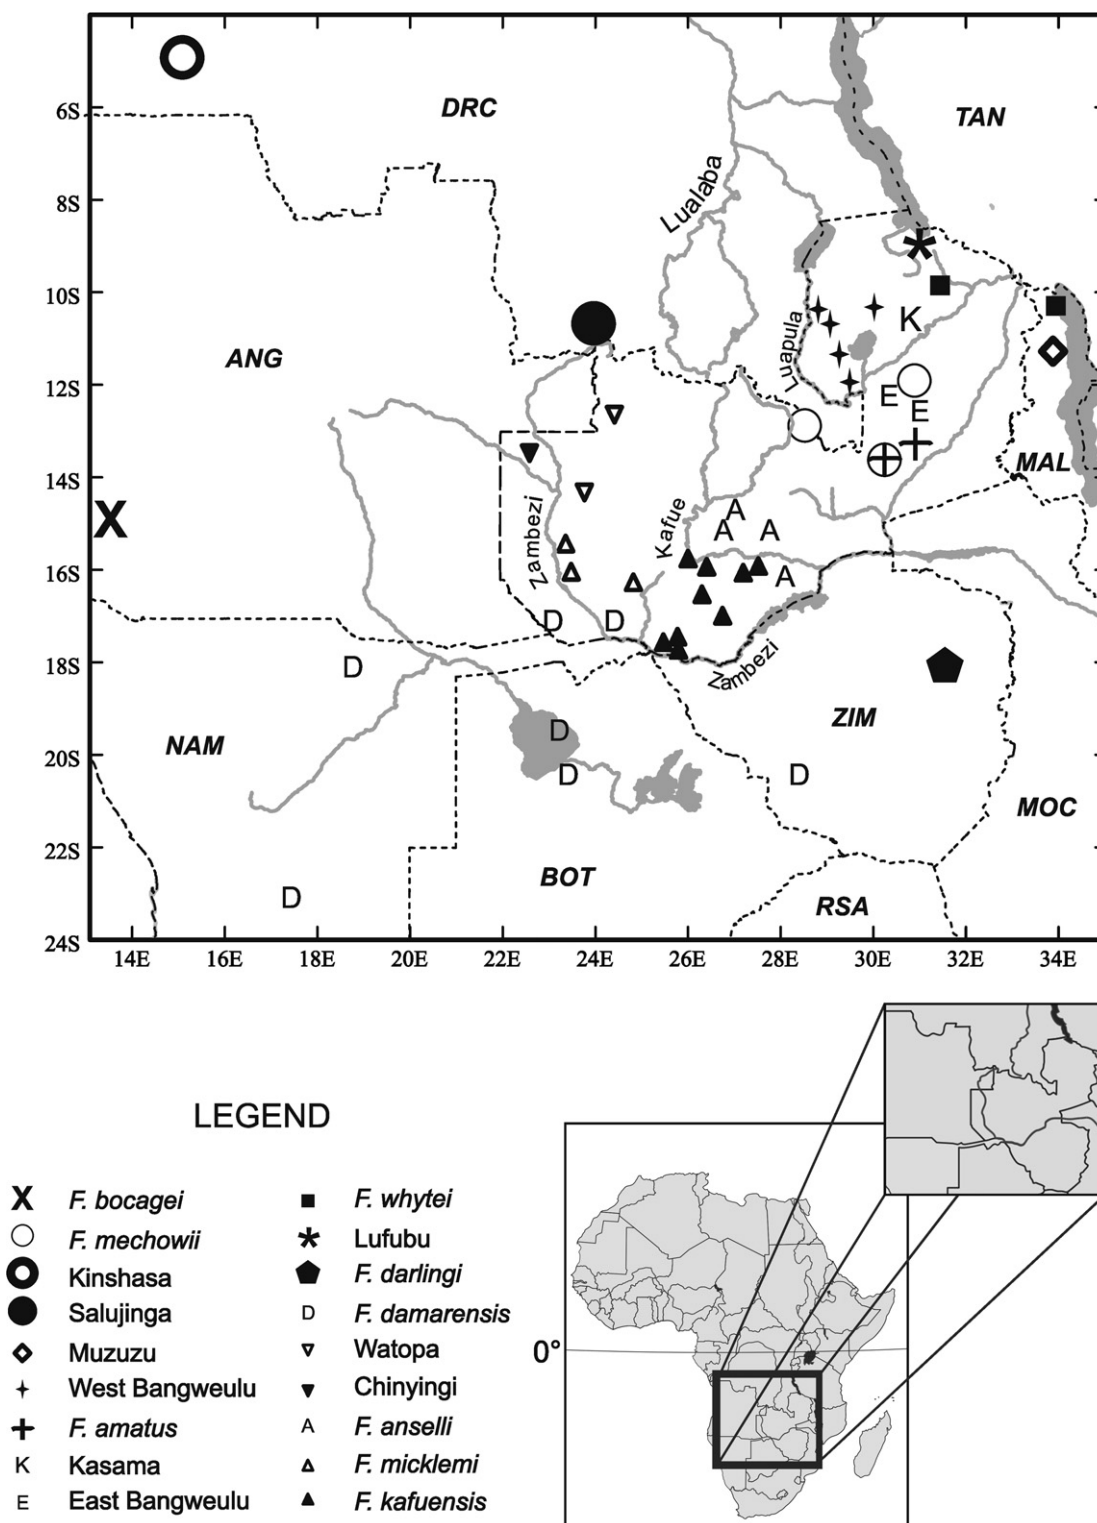 DRC
TAN
6S
8S
Lualaba
10S
K
Luapula
ANG
12S
E
E
MAL
14S
X
A
A
A
Zambezi
Kafue
16S
A
D
D
18S
D
Zambezi
ZIM
NAM
D
20S
D
D
MOC
22S
BOT
D
RSA
24S
14E 16E 18E 20E 22E 24E 26E 28E 30E 32E 34E
LEGEND
X F. bocagei
F. mechowii
Kinshasa
Salujinga
Muzuzu
West Bangweulu
F. amatus
K Kasama
E East Bangweulu
F. whytei
Lufubu
F. darlingi
D F. damarensis
Watopa
Chinyingi
A F. anselli
F. micklemi
F. kafuensis
0°